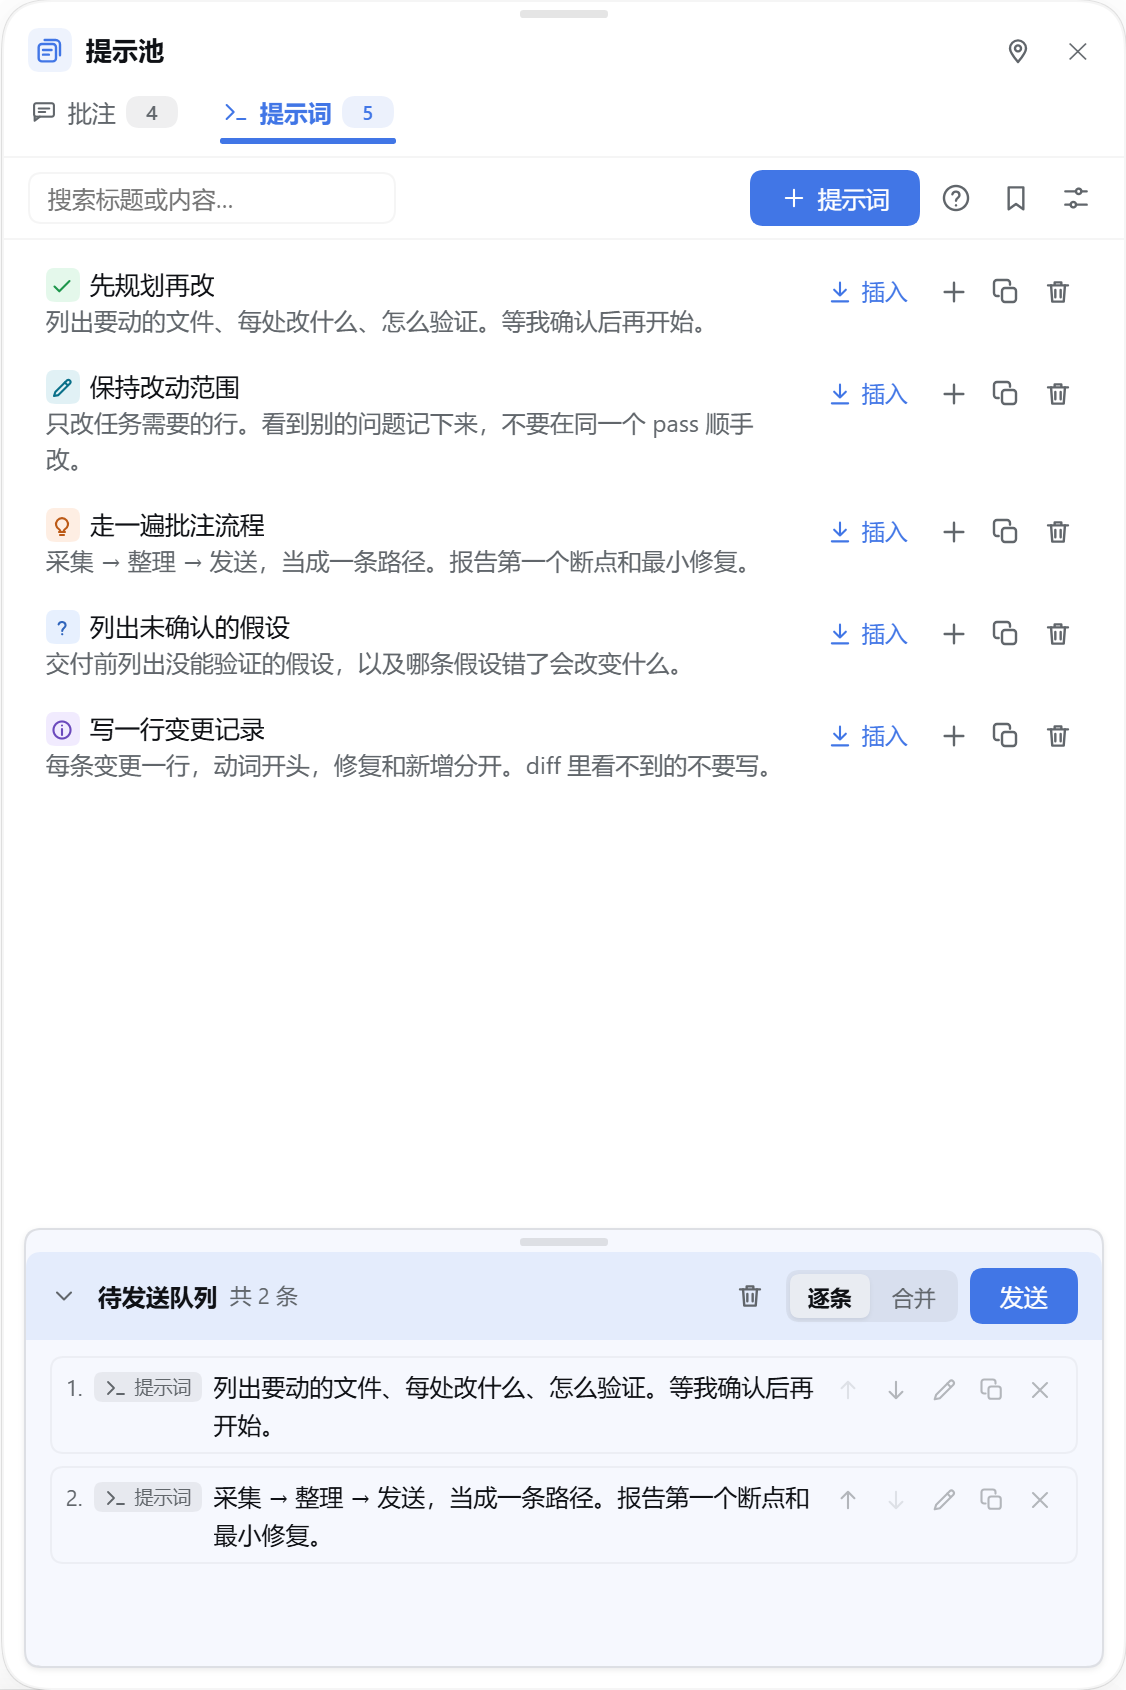 提示池
批注 4
提示词 5
搜索标题或内容...
提示词
先规划再改
插入
列出要动的文件、每处改什么、怎么验证。等我确认后再开始。
保持改动范围
插入
只改任务需要的行。看到别的问题记下来，不要在同一个 pass 顺手
改。
走一遍批注流程
插入
采集 → 整理 → 发送，当成一条路径。报告第一个断点和最小修复。
列出未确认的假设
插入
交付前列出没能验证的假设，以及哪条假设错了会改变什么。
写一行变更记录
插入
每条变更一行，动词开头，修复和新增分开。diff 里看不到的不要写。
待发送队列 共 2 条
逐条
合并
发送
1. 提示词 列出要动的文件、每处改什么、怎么验证。等我确认后再
开始。
2. 提示词 采集 → 整理 → 发送，当成一条路径。报告第一个断点和
最小修复。